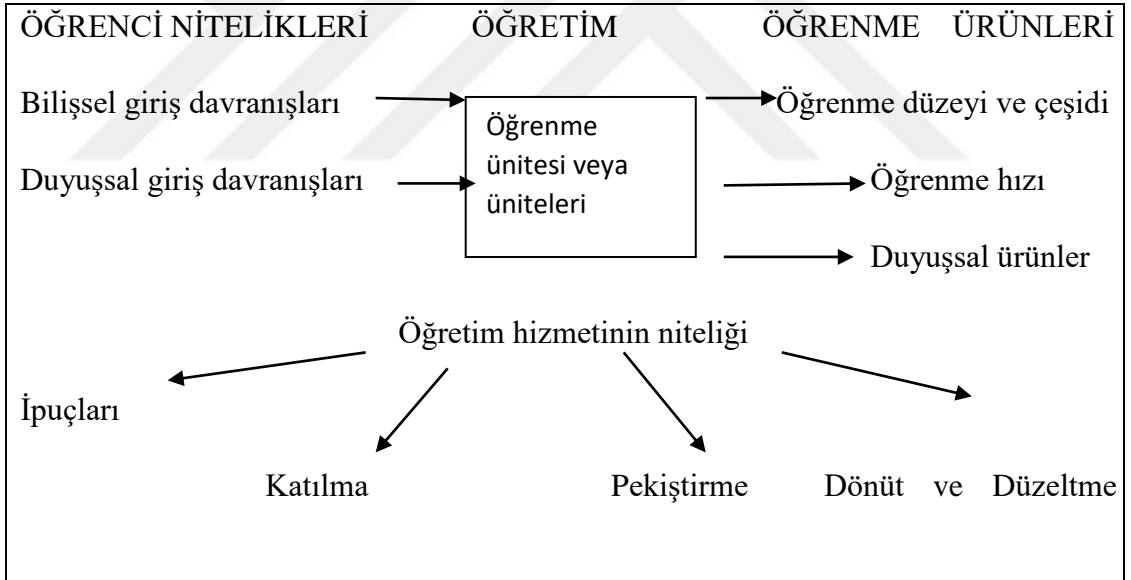 ÖĞRENCİ NİTELİKLERİ ÖĞRETİM ÖĞRENME ÜRÜNLERİ
Bilişsel giriş davranışları
Duyuşsal giriş davranışları
Öğrenme
ünitesi veya
üniteleri
Öğrenme düzeyi ve çeşidi
Öğrenme hızı
Duyuşsal ürünler
Öğretim hizmetinin niteliği
İpuçları
Katılma Pekiştirme Dönüt ve Düzeltme